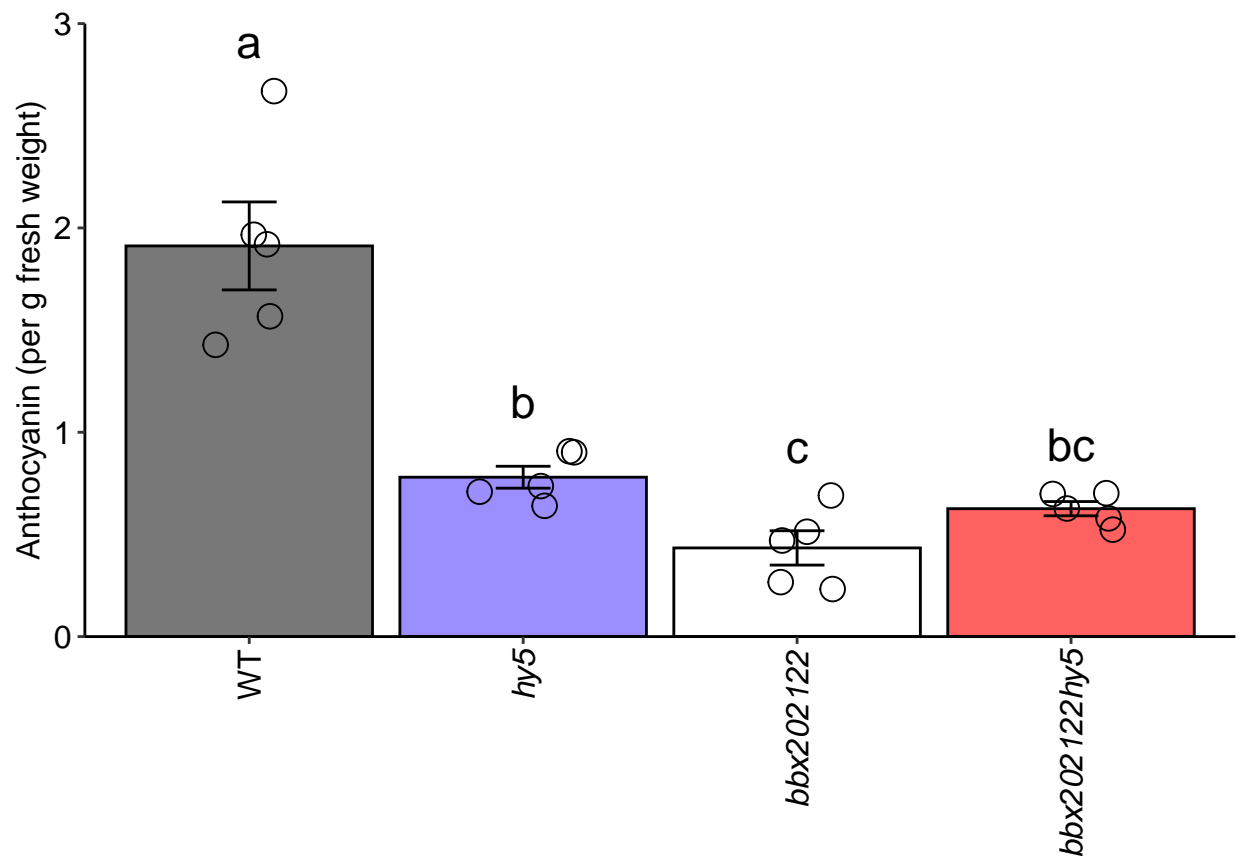 3
2
1
0
Anthocyanin (per g fresh weight)
a
b
c
bc
WT
hy5
bbx202122
bbx202122hy5